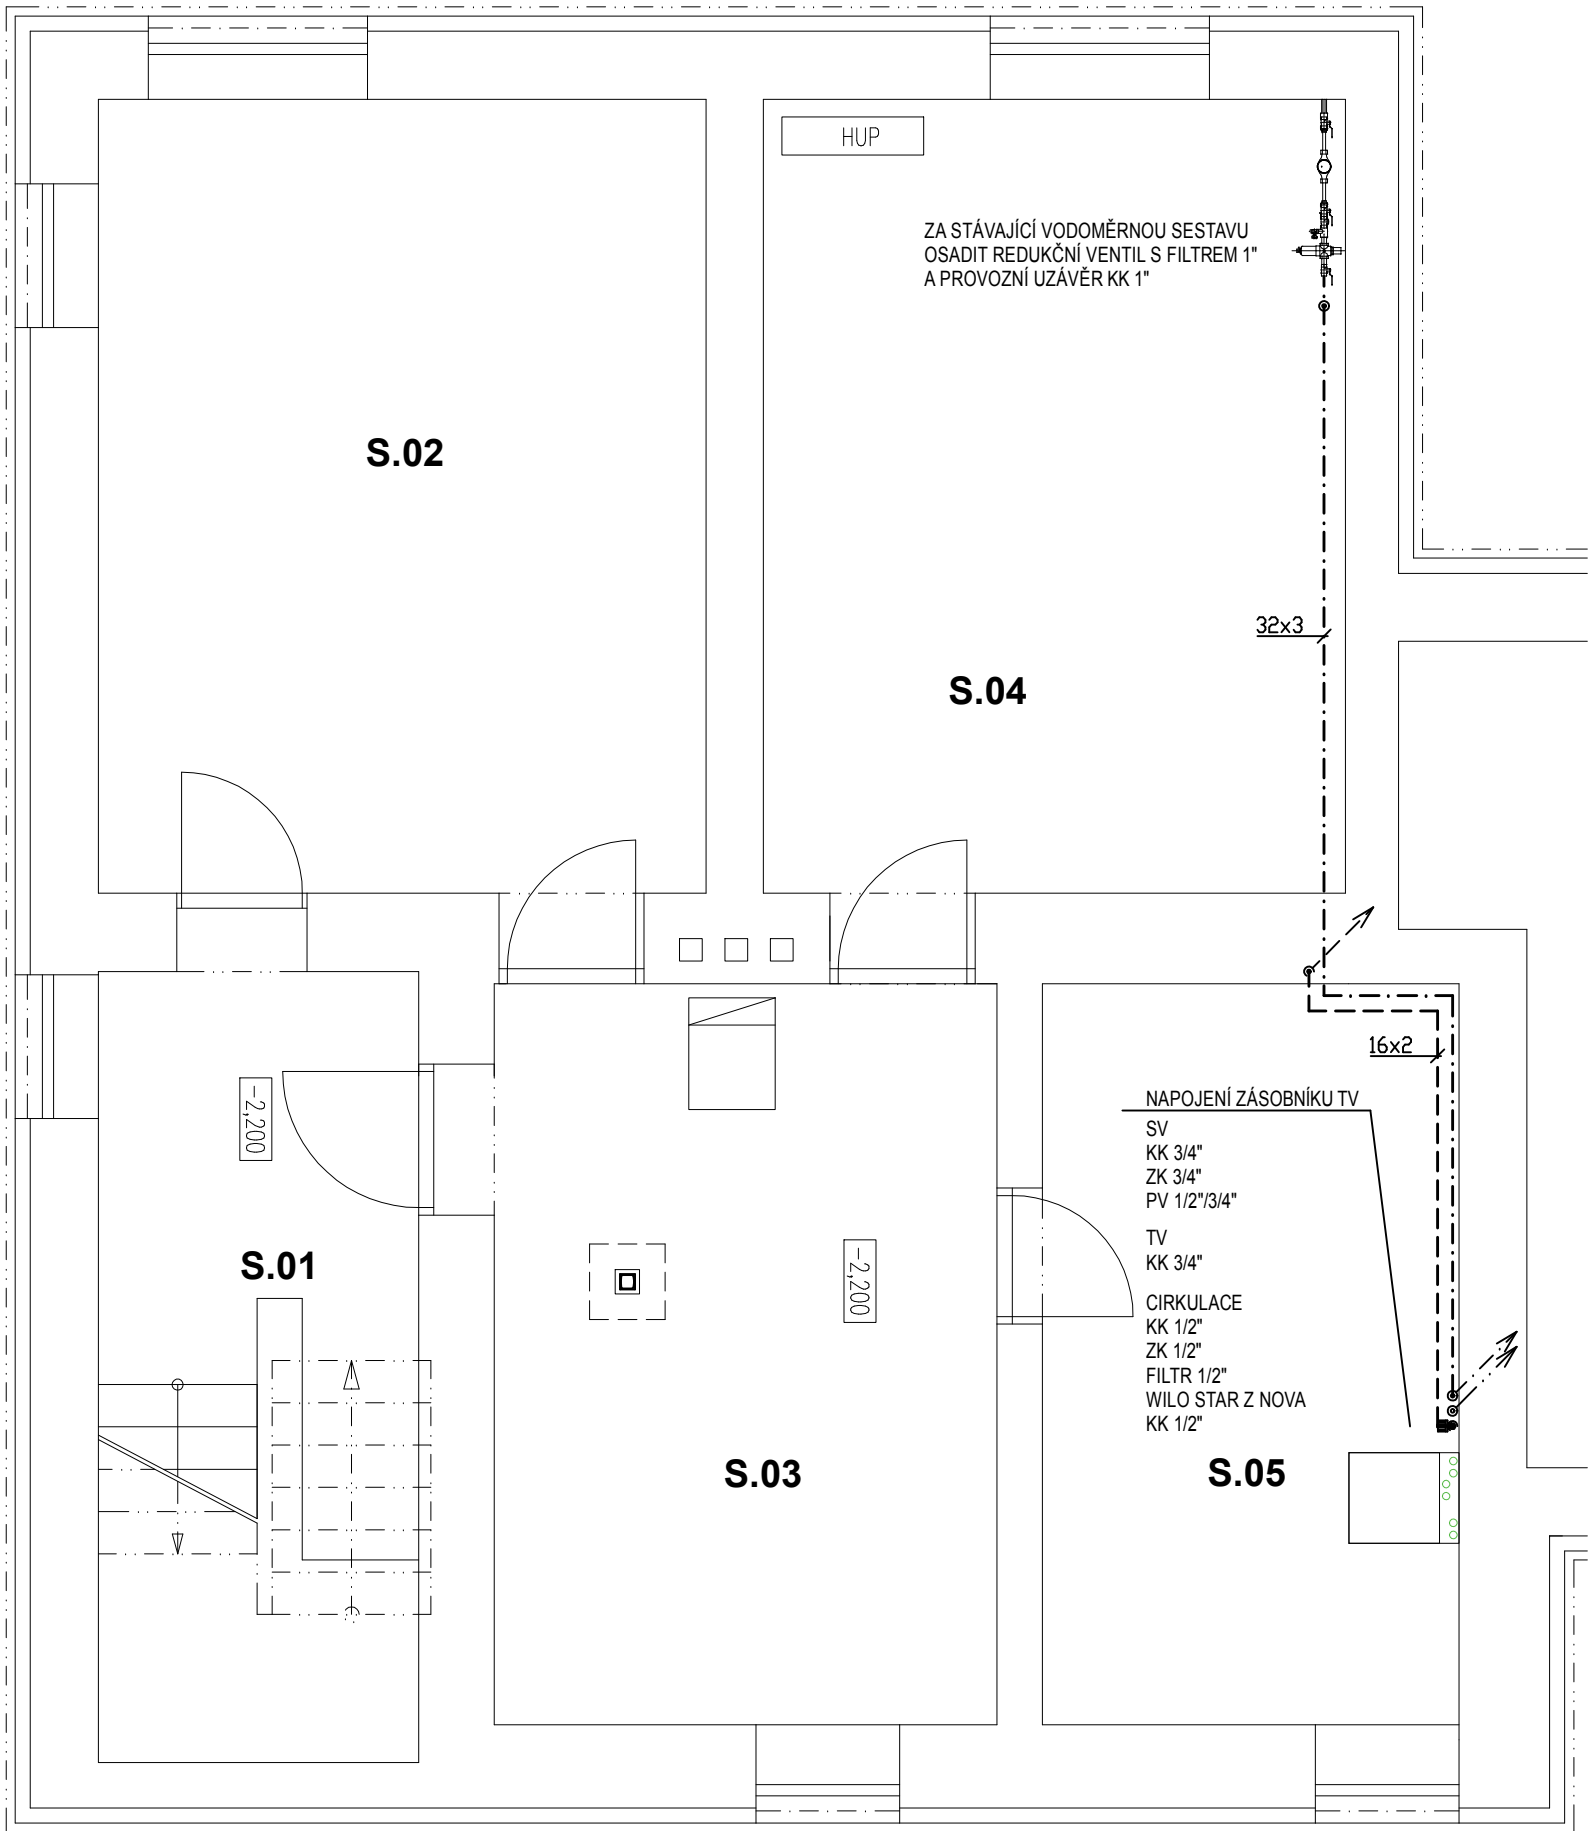 HUP
ZA STÁVAJÍCÍ VODOMĚRNOU SESTAVU
OSADIT REDUKČNÍ VENTIL S FILTREM 1"
A PROVOZNÍ UZÁVĚR KK 1"
S.02
32x3
S.04
16x2
-2,200
NAPOJENÍ ZÁSOBNÍKU TV
SV
KK 3/4"
ZK 3/4"
PV 1/2"/3/4"
TV
KK 3/4"
S.01
-2,200
CIRKULACE
KK 1/2"
ZK 1/2"
FILTR 1/2"
WILO STAR Z NOVA
KK 1/2"
S.03
S.05